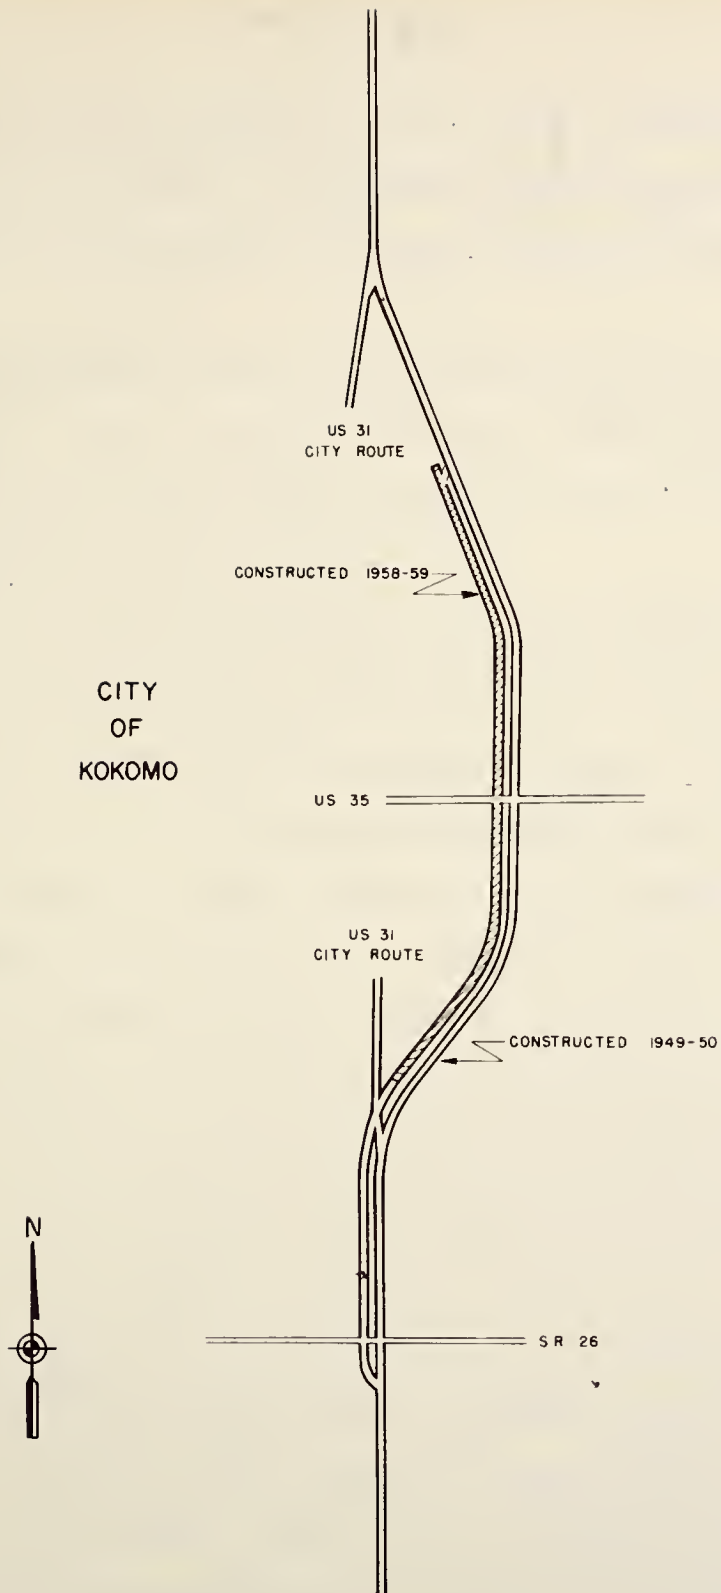 US 31
CITY ROUTE
CONSTRUCTED 1958-59
CITY
OF
KOKOMO
US 35
US 31
CITY ROUTE
CONSTRUCTED 1949-50
N
SR 26